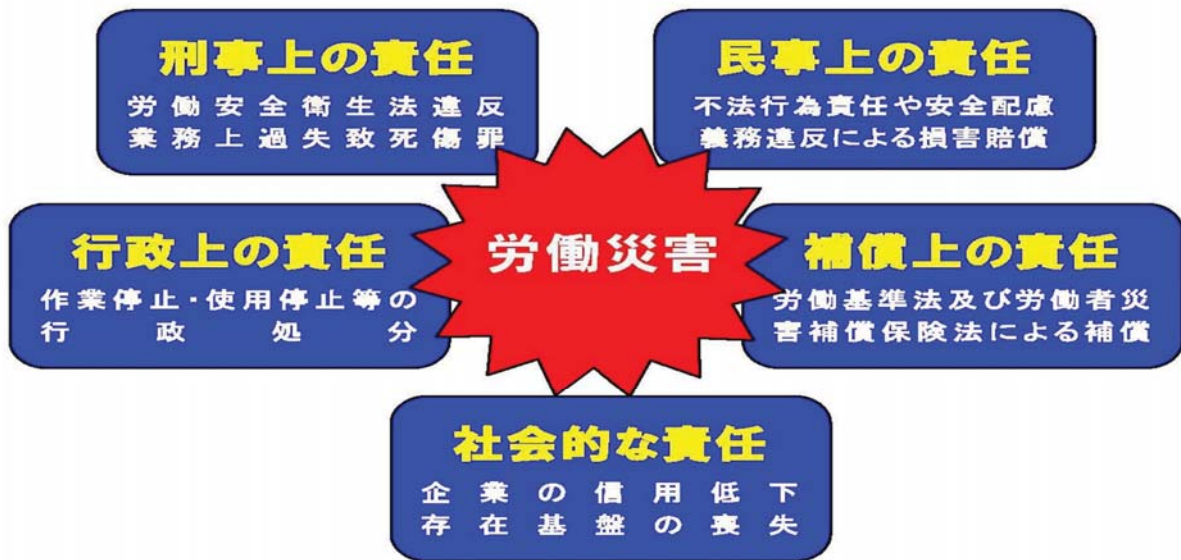 刑事上の責任
労働安全衛生法違反
業務上過失致死傷罪
民事上の責任
不法行為責任や安全配慮
義務違反による損害賠償
行政上の責任
作業停止・使用停止等の
行政処分
労働災害
補償上の責任
労働基準法及び労働者災
害補償保険法による補償
社会的な責任
企業の信用低下
存在基盤の喪失